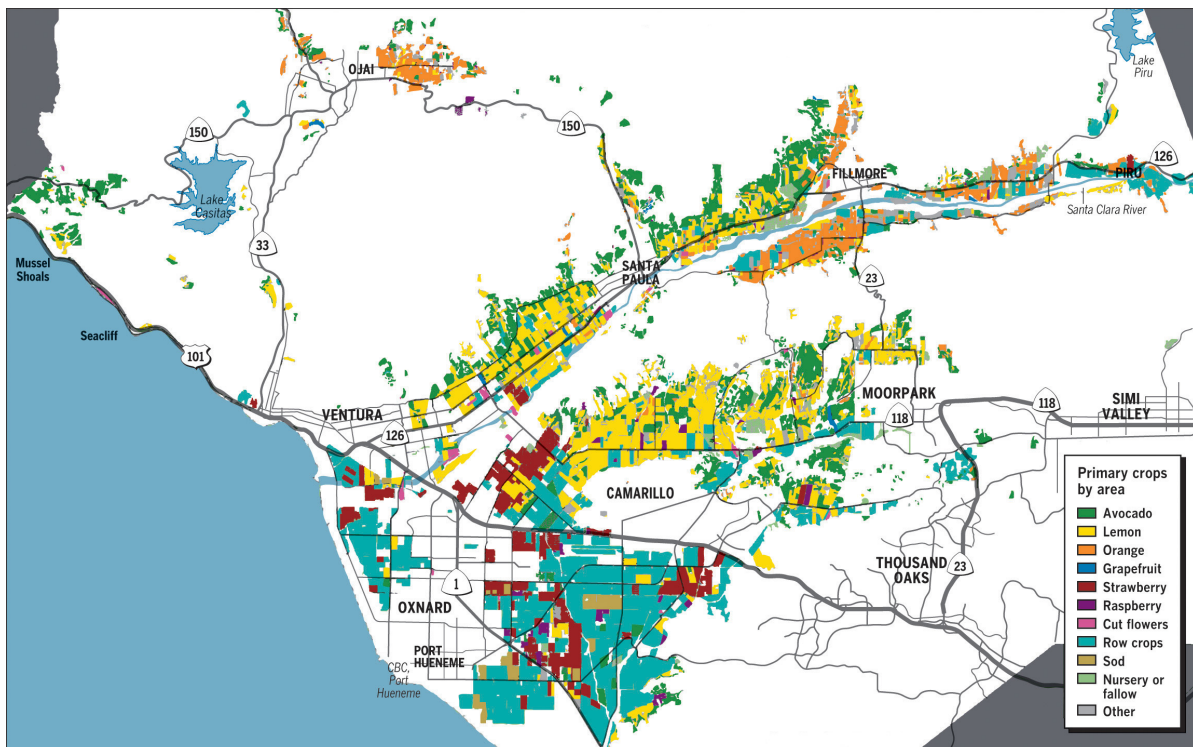 OJAI
150
150
Lake
Piru
126
FILLMORE
PIRU
Lake
Casitas
Santa Clara River
33
Mussel
Shoals
SANTA
PAULA
23
Seacliff
101
VENTURA
126
MOORPARK
118
118
SIMI
VALLEY
CAMARILLO
1
OXNARD
THOUSAND
OAKS
23
PORT
HUENEME
CBC,
Port
Hueneme
Primary crops
by area
Avocado
Lemon
Orange
Grapefruit
Strawberry
Raspberry
Cut flowers
Row crops
Sod
Nursery or
fallow
Other